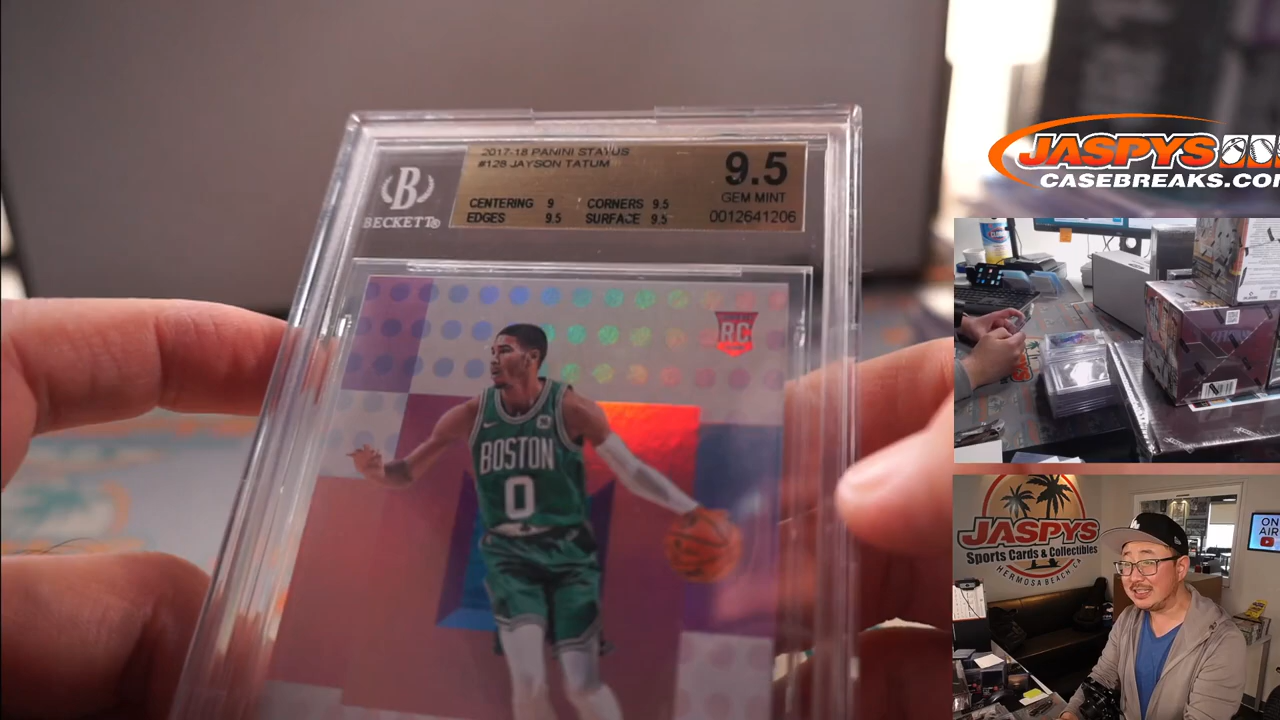 2017-18 PANINI STATUS
#128 JAYSON TATUM
9.5
GEM MINT
0012641206
CENTERING 9 CORNERS 9.5
EDGES 9.5 SURFACE 9.5
B
BECKETT®
RC
BOSTON
0
JASPYS
CASEBREAKS.CO
JASPYS
Sports Cards & Collectibles
HERMOSA BEACH CA
ON
AIR
LA